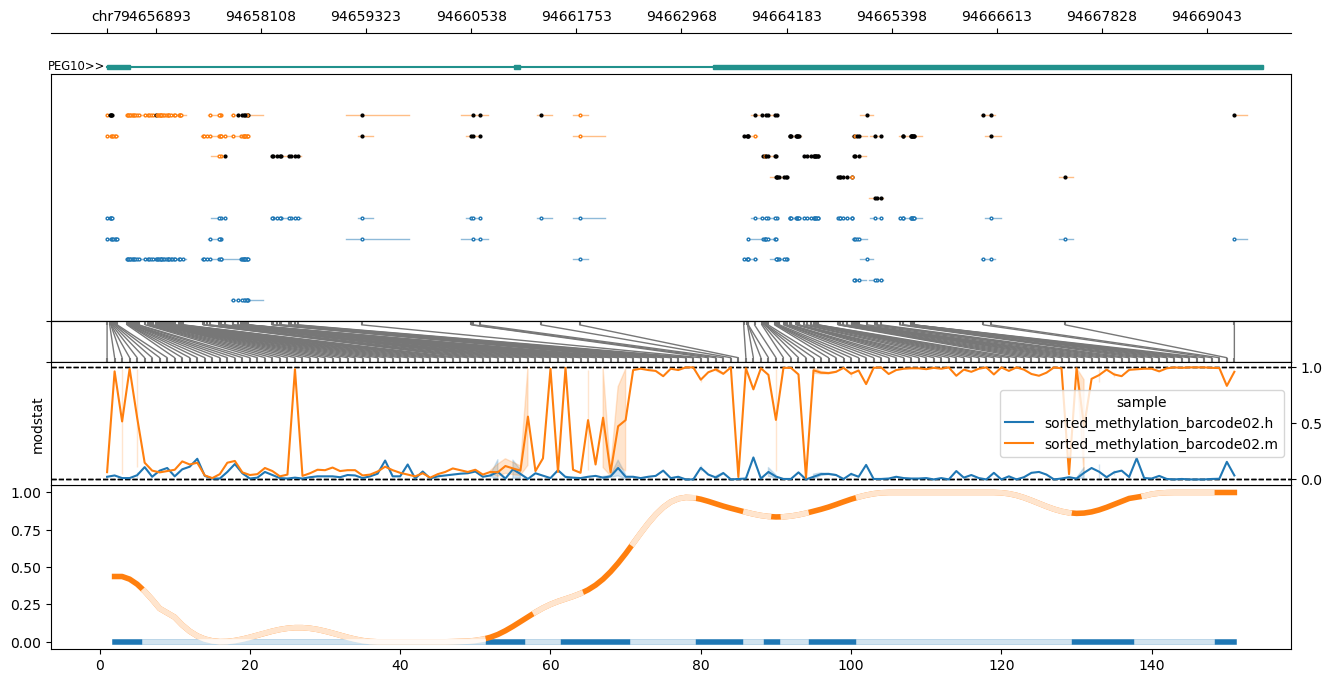 chr7 94656893 94658108 94659323 94660538 94661753 94662968 94664183 94665398 94666613 94667828 94669043
PEG10>>
modstat
1.0
0.5
0.0
sample
sorted_methylation_barcode02.h
sorted_methylation_barcode02.m
1.00
0.75
0.50
0.25
0.00
0 20 40 60 80 100 120 140